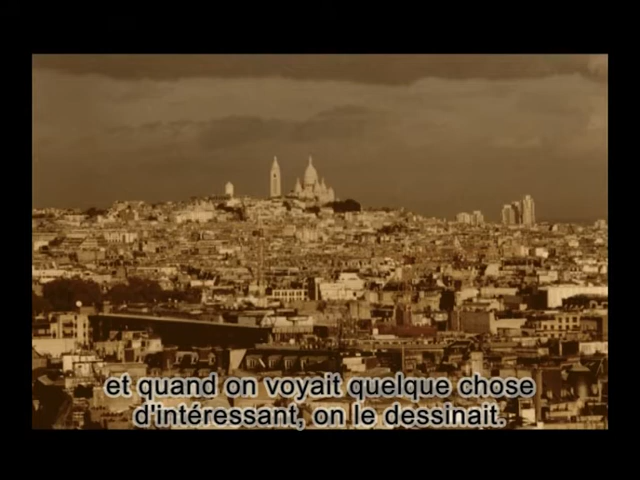 et quand on voyait quelque chose
d'intéressant, on le dessinait.